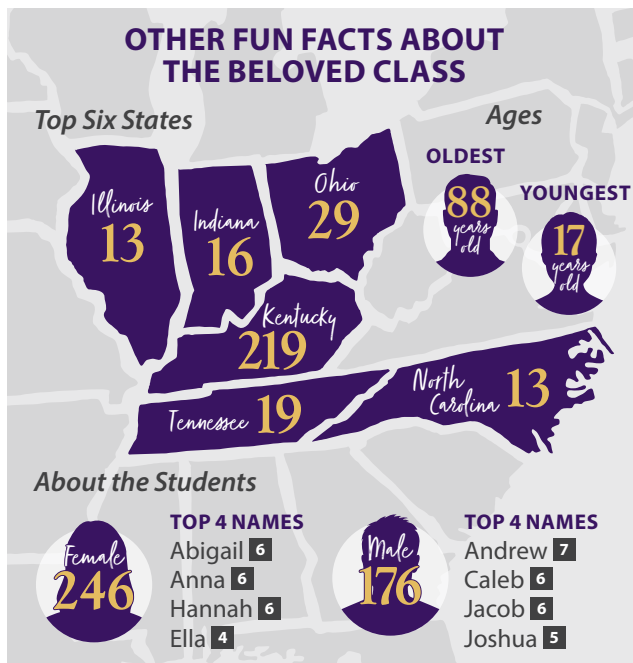 OTHER FUN FACTS ABOUT
THE BELOVED CLASS
Top Six States
Illinois
13
Indiana
16
Ohio
29
Kentucky
219
Tennessee 19
North
Carolina
13
Ages
OLDEST
88
years
old
YOUNGEST
17
years
old
About the Students
Female
246
TOP 4 NAMES
Abigail 6
Anna 6
Hannah 6
Ella 4
Male
176
TOP 4 NAMES
Andrew 7
Caleb 6
Jacob 6
Joshua 5